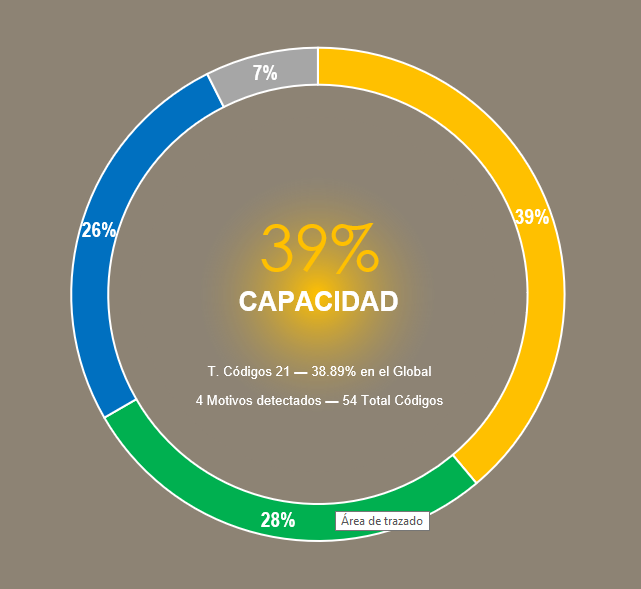 7%
39%
26%
39%
CAPACIDAD
T. Códigos 21 — 38.89% en el Global
4 Motivos detectados — 54 Total Códigos
28%
Área de trazado